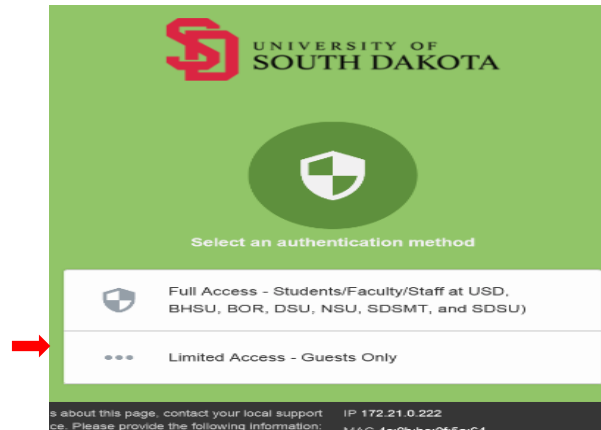 SD
UNIVERSITY OF
SOUTH DAKOTA
Select an authentication method
Full Access - Students/Faculty/Staff at USD,
BHSU, BOR, DSU, NSU, SDSMT, and SDSU)
Limited Access - Guests Only
s about this page, contact your local support
ce. Please provide the following information:
IP 172.21.0.222
MAC